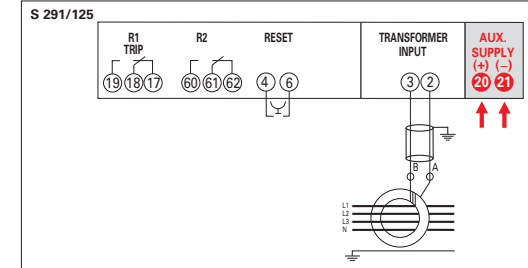 S 291/125
R1
TRIP
R2
RESET
TRANSFORMER
INPUT
AUX.
SUPPLY
(+) (–)
19 18 17
60 61 62
4 6
3 2
20 21
B A
L1
L2
L3
N